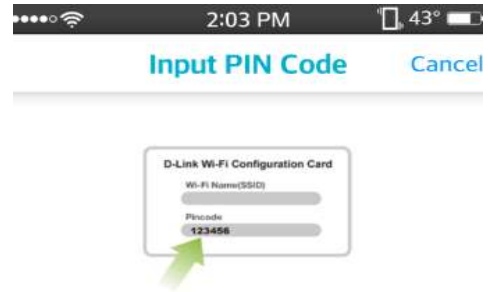 2:03 PM 43°
Input PIN Code Cancel
D-Link Wi-Fi Configuration Card
Wi-Fi Name(SSID)
Pincode
123456